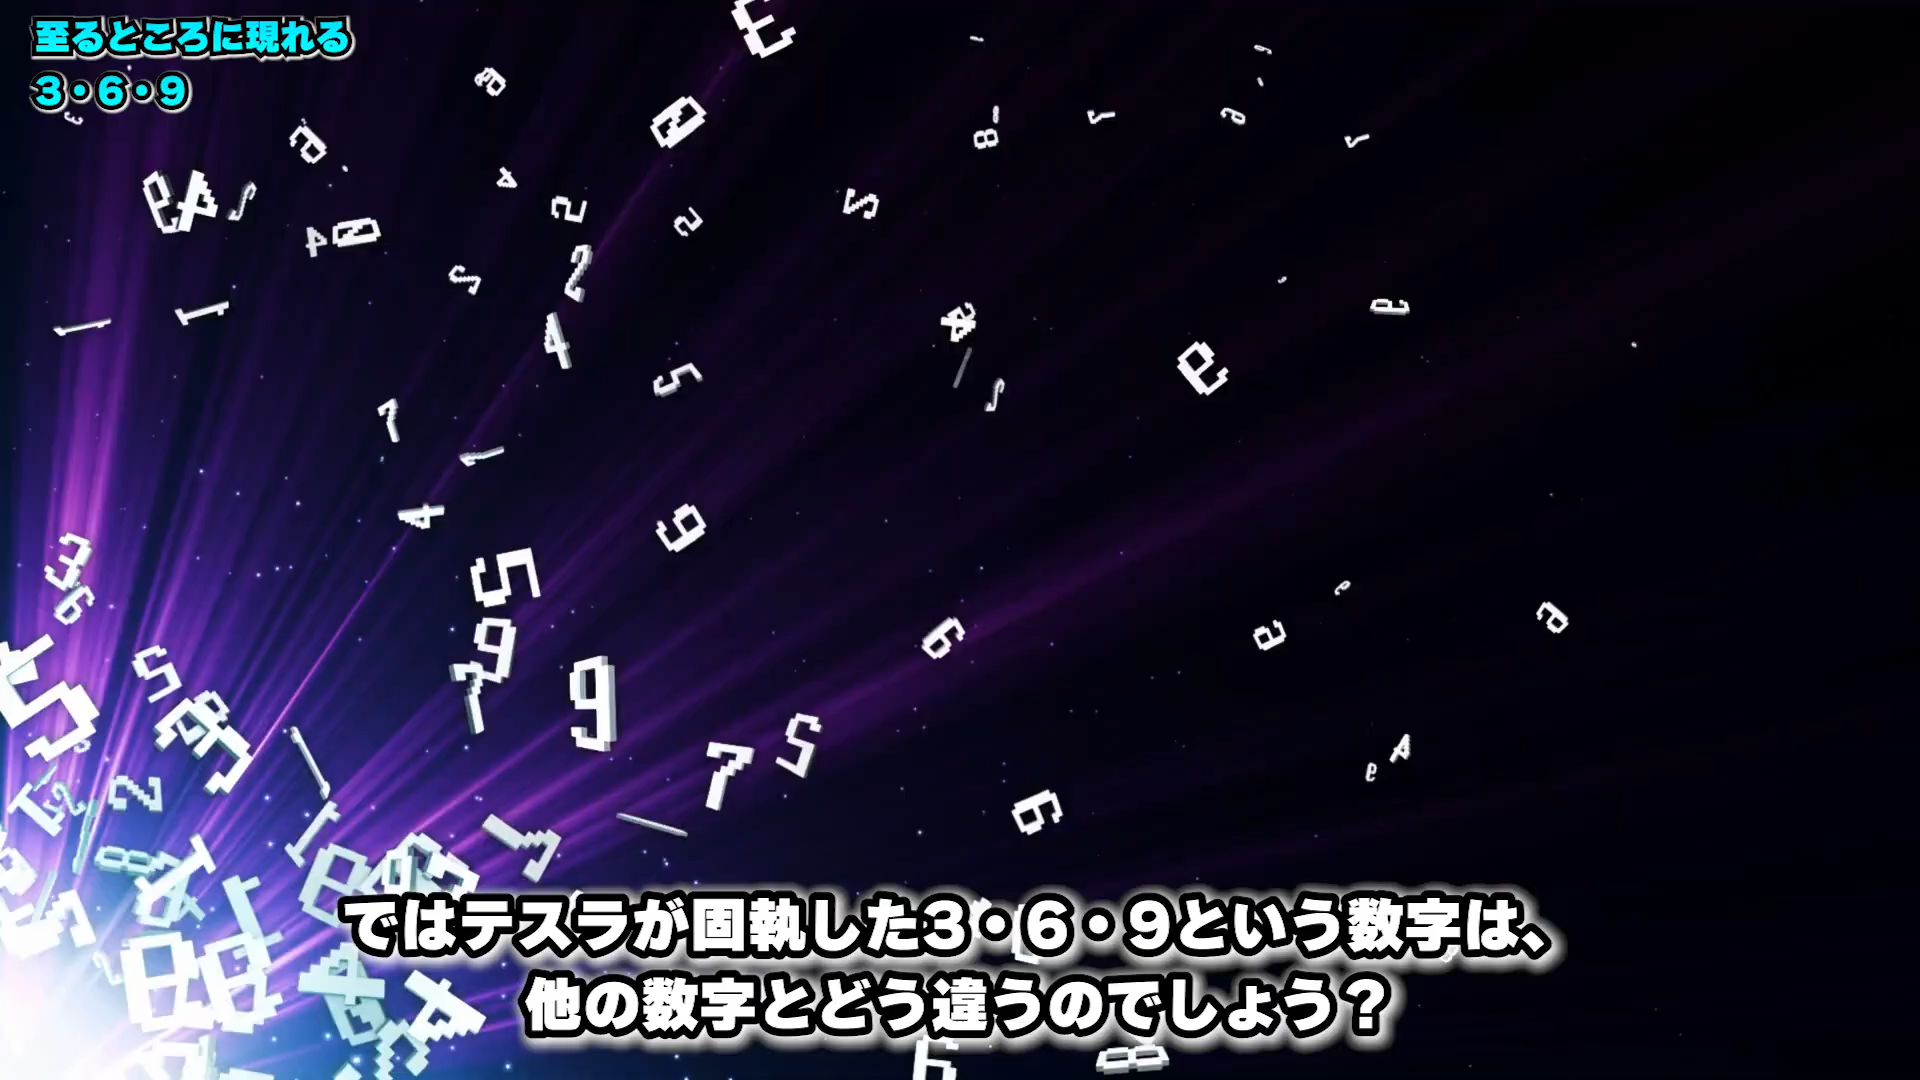 至るところに現れる
3・6・9
ではテスラが固執した3・6・9という数字は、
他の数字とどう違うのでしょう？